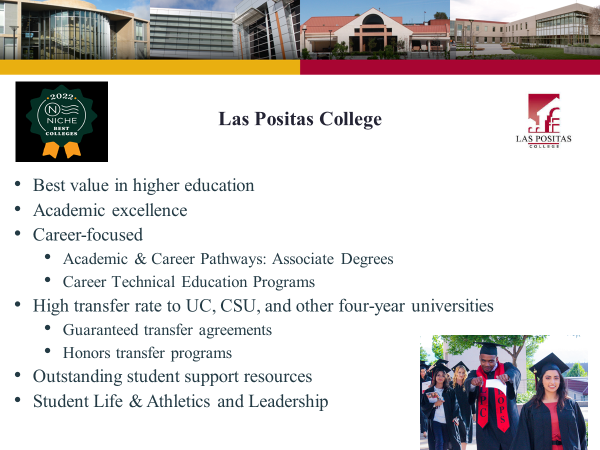 2022
NICHE
BEST
COLLEGES
Las Positas College
LAS POSITAS
COLLEGE
• Best value in higher education
• Academic excellence
• Career-focused
• Academic & Career Pathways: Associate Degrees
• Career Technical Education Programs
• High transfer rate to UC, CSU, and other four-year universities
• Guaranteed transfer agreements
• Honors transfer programs
• Outstanding student support resources
• Student Life & Athletics and Leadership